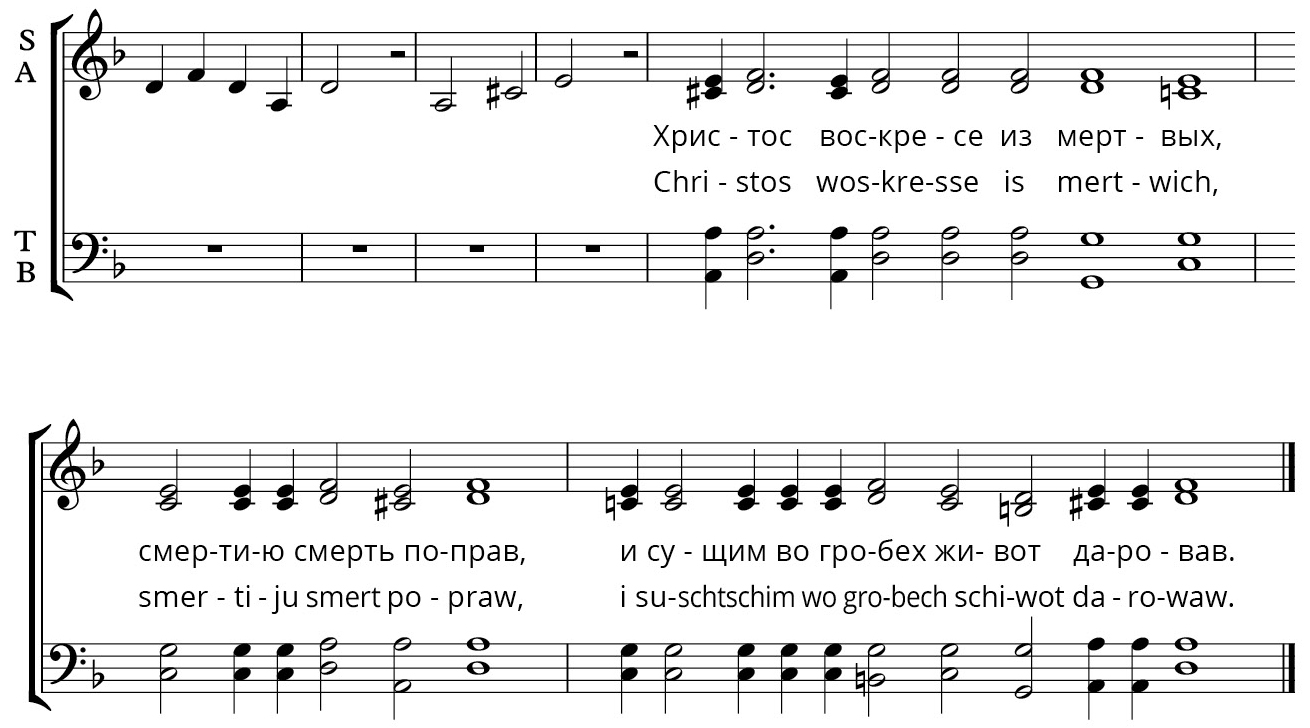 S
A
Хрис - тос вос-кре - се из мерт - вых,
Chri - stos wos-kre-sse is mert - wich,
T
B
смер-ти-ю смерть по-прав, и су - щим во гро-бех жи- вот да-ро - вав.
smer - ti - ju smert po - praw, i su-schtschim wo gro-bech schi-wot da - ro-waw.